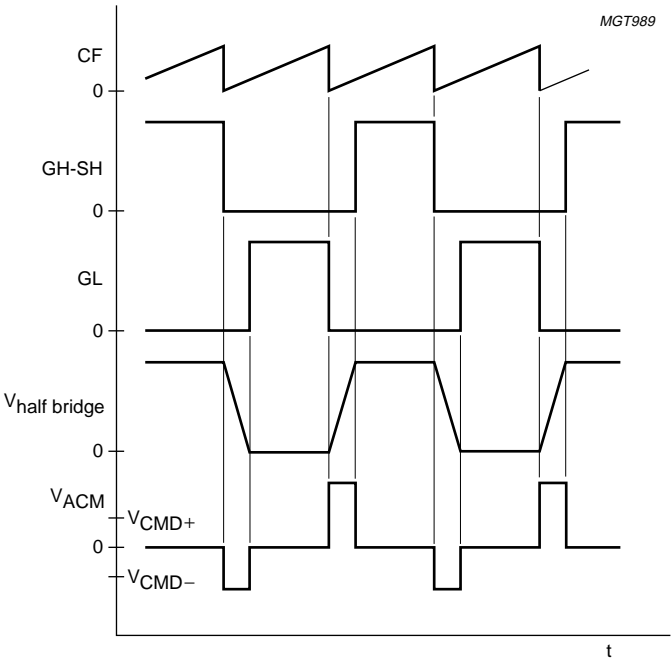 MGT989
CF
0
GH-SH
0
GL
0
Vhalf bridge
0
VACM
VCMD+
0
VCMD−
t